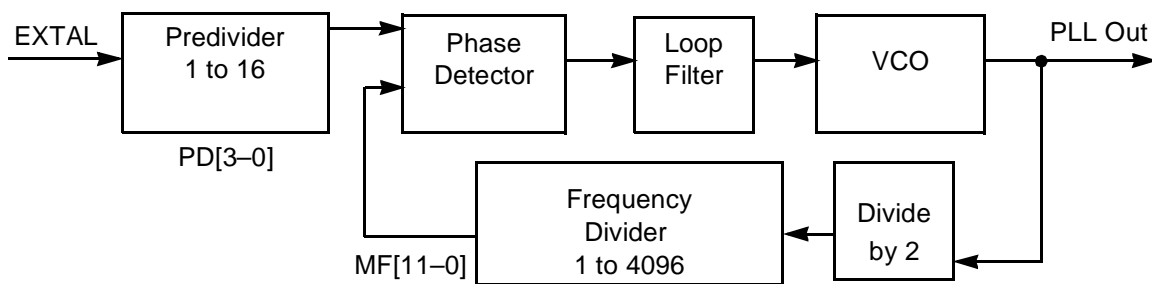 EXTAL
Predivider
1 to 16
PD[3–0]
Phase
Detector
Loop
Filter
VCO
PLL Out
Frequency
Divider
1 to 4096
MF[11–0]
Divide
by 2